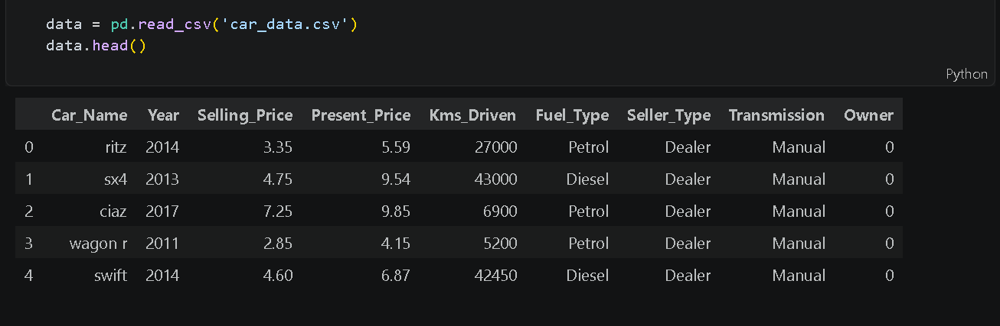 data = pd.read_csv('car_data.csv')
data.head()
Python
Car_Name Year Selling_Price Present_Price Kms_Driven Fuel_Type Seller_Type Transmission Owner
0 ritz 2014 3.35 5.59 27000 Petrol Dealer Manual 0
1 sx4 2013 4.75 9.54 43000 Diesel Dealer Manual 0
2 ciaz 2017 7.25 9.85 6900 Petrol Dealer Manual 0
3 wagon r 2011 2.85 4.15 5200 Petrol Dealer Manual 0
4 swift 2014 4.60 6.87 42450 Diesel Dealer Manual 0